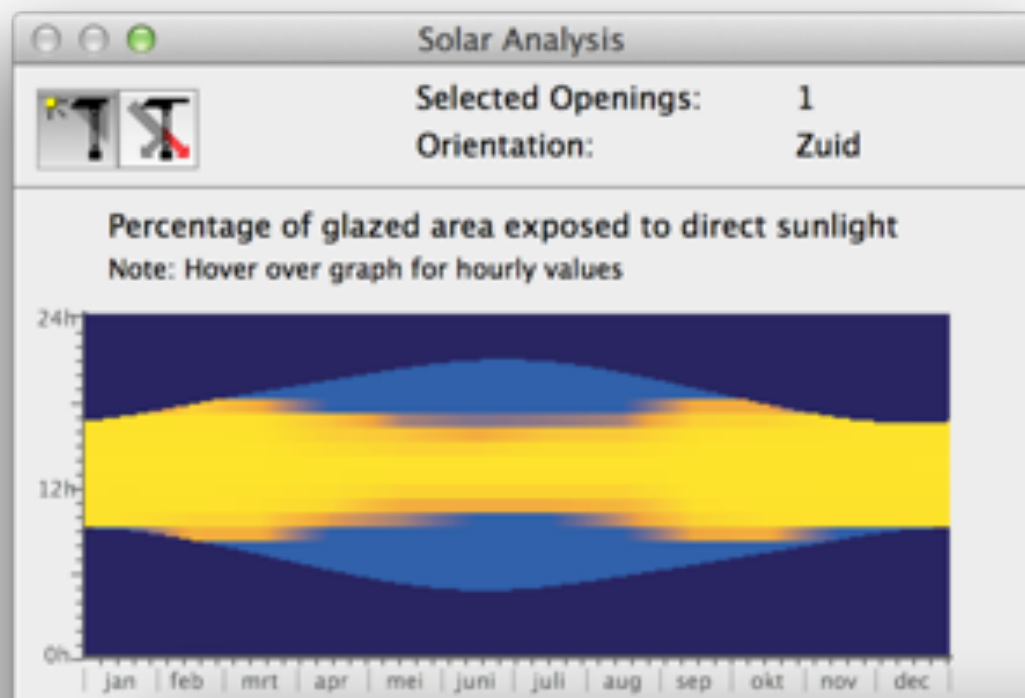 Solar Analysis
Selected Openings: 1
Orientation: Zuid
Percentage of glazed area exposed to direct sunlight
Note: Hover over graph for hourly values
24h
12h
0h
jan feb mrt apr mei juni juli aug sep okt nov dec